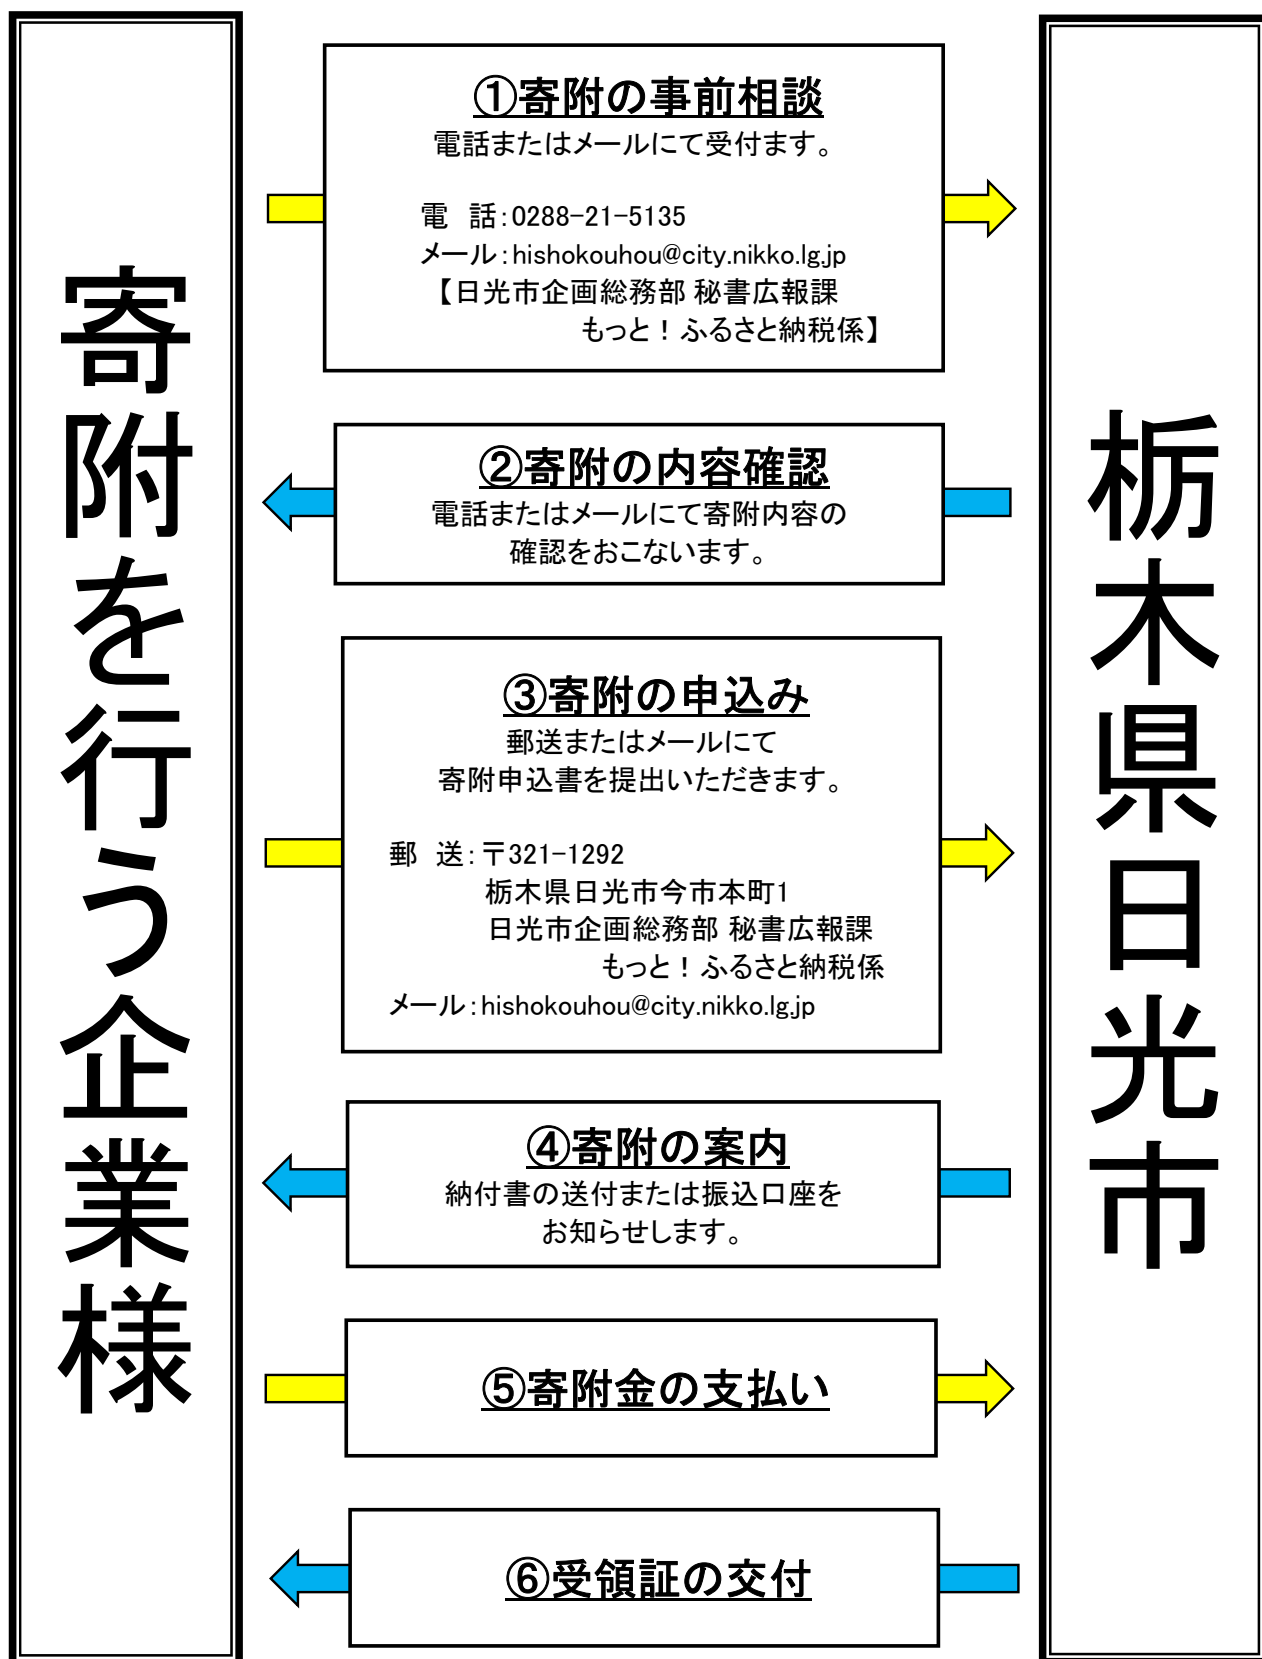 寄附を行う企業様
①寄附の事前相談
電話またはメールにて受付ます。
電　話：0288-21-5135
メール：hishokouhou@city.nikko.lg.jp
【日光市企画総務部 秘書広報課
もっと！ふるさと納税係】
②寄附の内容確認
電話またはメールにて寄附内容の
確認をおこないます。
③寄附の申込み
郵送またはメールにて
寄附申込書を提出いただきます。
郵　送：〒321-1292
栃木県日光市今市本町1
日光市企画総務部 秘書広報課
もっと！ふるさと納税係
メール：hishokouhou@city.nikko.lg.jp
④寄附の案内
納付書の送付または振込口座を
お知らせします。
⑤寄附金の支払い
⑥受領証の交付
栃木県日光市